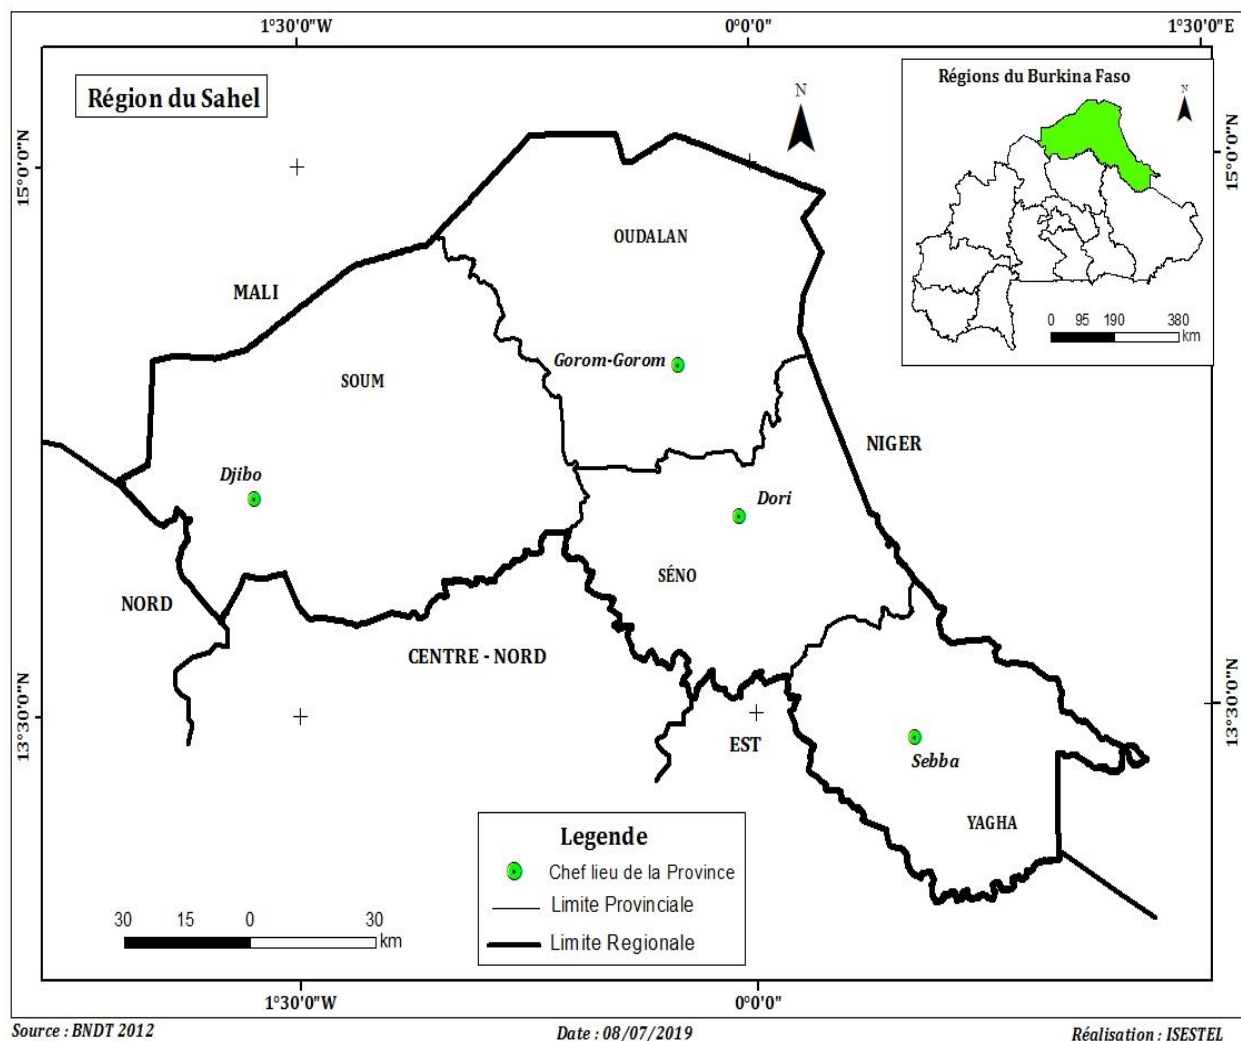 1°30'0"W
0°0'0"
1°30'0"E
Région du Sahel
N
Régions du Burkina Faso
N
0 95 190 380
km
15°0'0"N
15°0'0"N
OUDALAN
MALI
Gorom-Gorom
SOUM
NIGER
Djibo
Dori
SÉNO
NORD
CENTRE - NORD
13°30'0"N
13°30'0"N
EST
Sebba
YAGHA
Legende
Chef lieu de la Province
Limite Provinciale
Limite Regionale
30 15 0 30
km
1°30'0"W
0°0'0"
Source : BNDT 2012
Date : 08/07/2019
Réalisation : ISESTEL